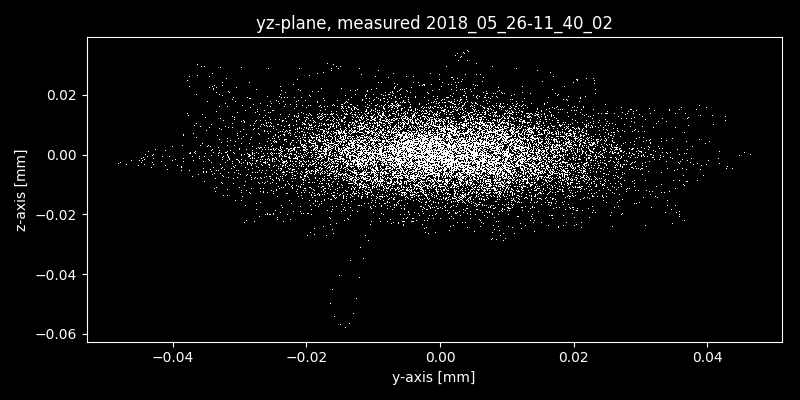 yz-plane, measured 2018_05_26-11_40_02
0.02
0.00
−0.02
−0.04
−0.06
z-axis [mm]
−0.04 −0.02 0.00 0.02 0.04
y-axis [mm]